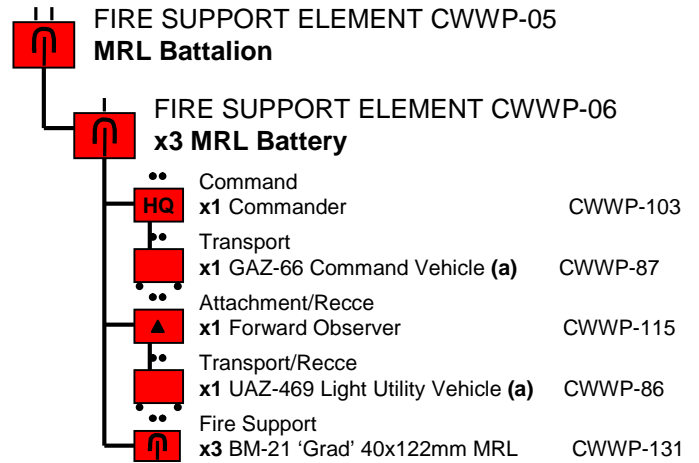 FIRE SUPPORT ELEMENT CWWP-05
MRL Battalion
FIRE SUPPORT ELEMENT CWWP-06
x3 MRL Battery
Command
HQ x1 Commander CWWP-103
Transport
x1 GAZ-66 Command Vehicle (a) CWWP-87
Attachment/Recce
x1 Forward Observer CWWP-115
Transport/Recce
x1 UAZ-469 Light Utility Vehicle (a) CWWP-86
Fire Support
x3 BM-21 ‘Grad’ 40x122mm MRL CWWP-131